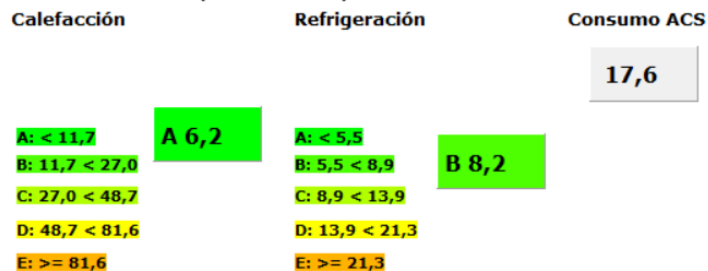 Calefacción
Refrigeración
Consumo ACS
17,6
A 6,2
A: < 11,7
B: 11,7 < 27,0
C: 27,0 < 48,7
D: 48,7 < 81,6
E: >= 81,6
A: < 5,5
B: 5,5 < 8,9
C: 8,9 < 13,9
D: 13,9 < 21,3
E: >= 21,3
B 8,2